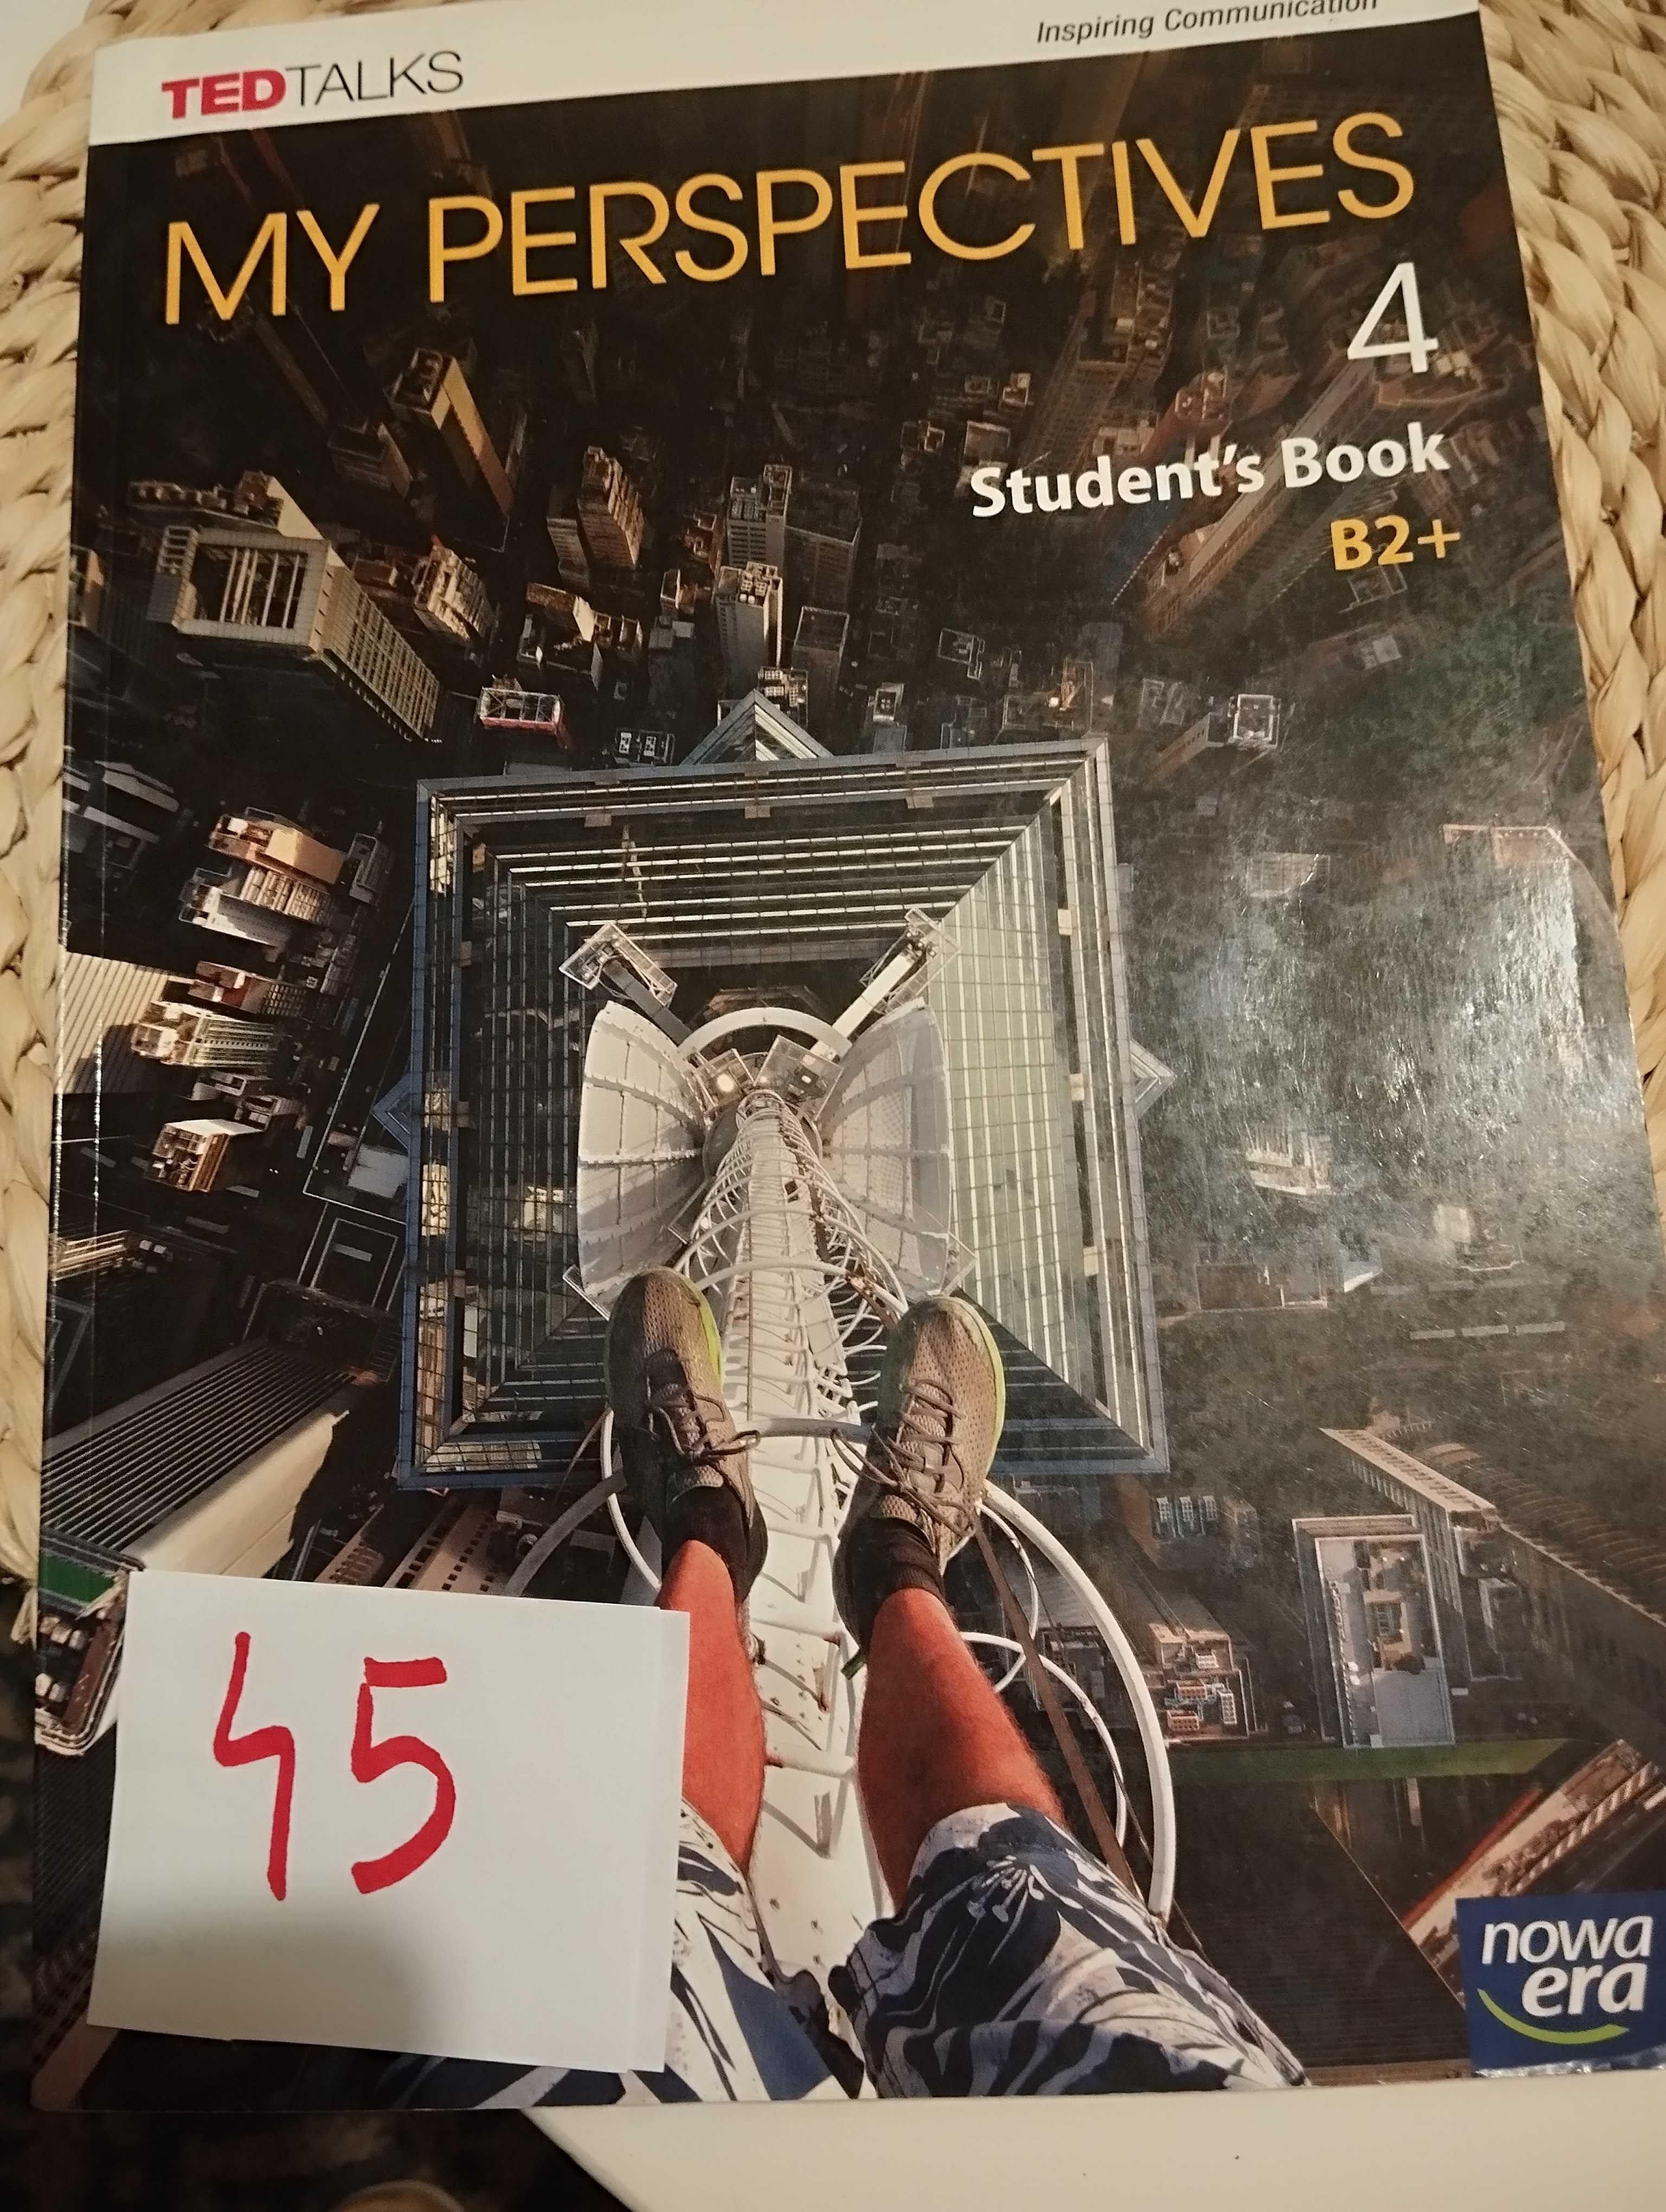 TEDTALKS
Inspiring Communication
MY PERSPECTIVES
4
Student's Book
B2+
45
nowa
era